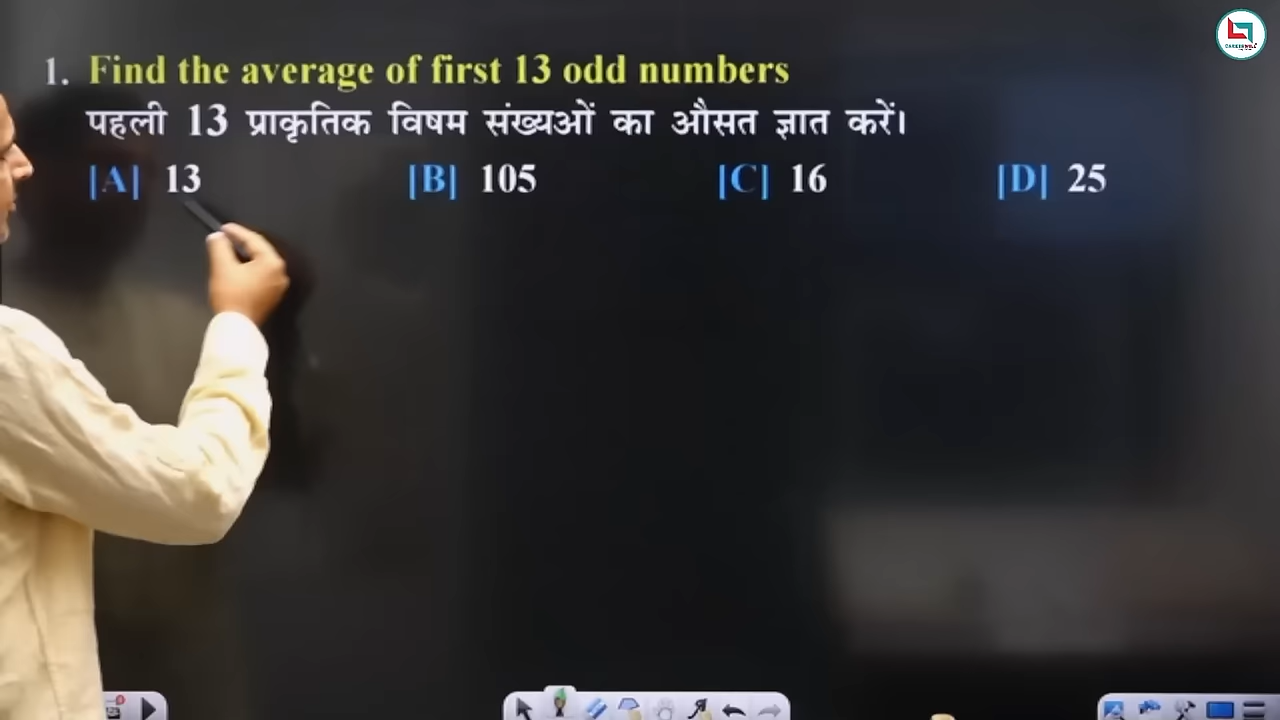 1. Find the average of first 13 odd numbers
पहली 13 प्राकृतिक विषम संख्यओं का औसत ज्ञात करें।
[A] 13 [B] 105 [C] 16 [D] 25